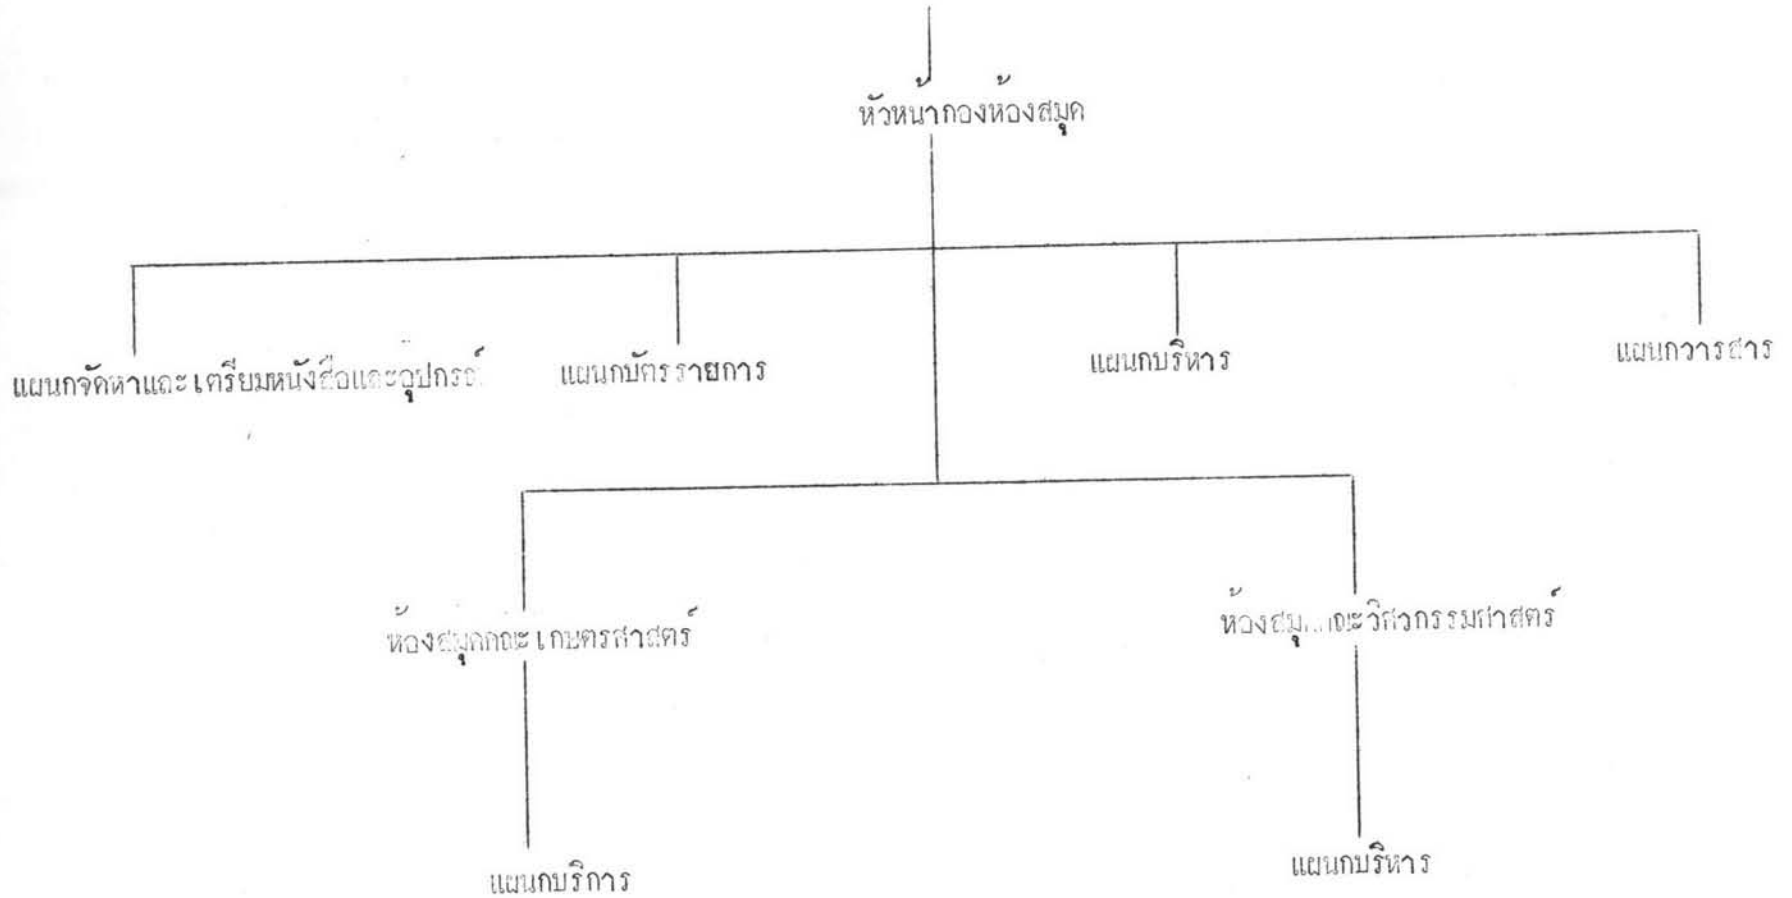 หัวหน้ากองห้องสมุด
แผนกจัดหาและเตรียมหนังสือและอุปกรณ์
แผนกบัตรรายการ
แผนกบริหาร
แผนกวารสาร
ห้องสมุดคณะเกษตรศาสตร์
ห้องสมุดคณะวิศวกรรมศาสตร์
แผนกบริการ
แผนกบริหาร